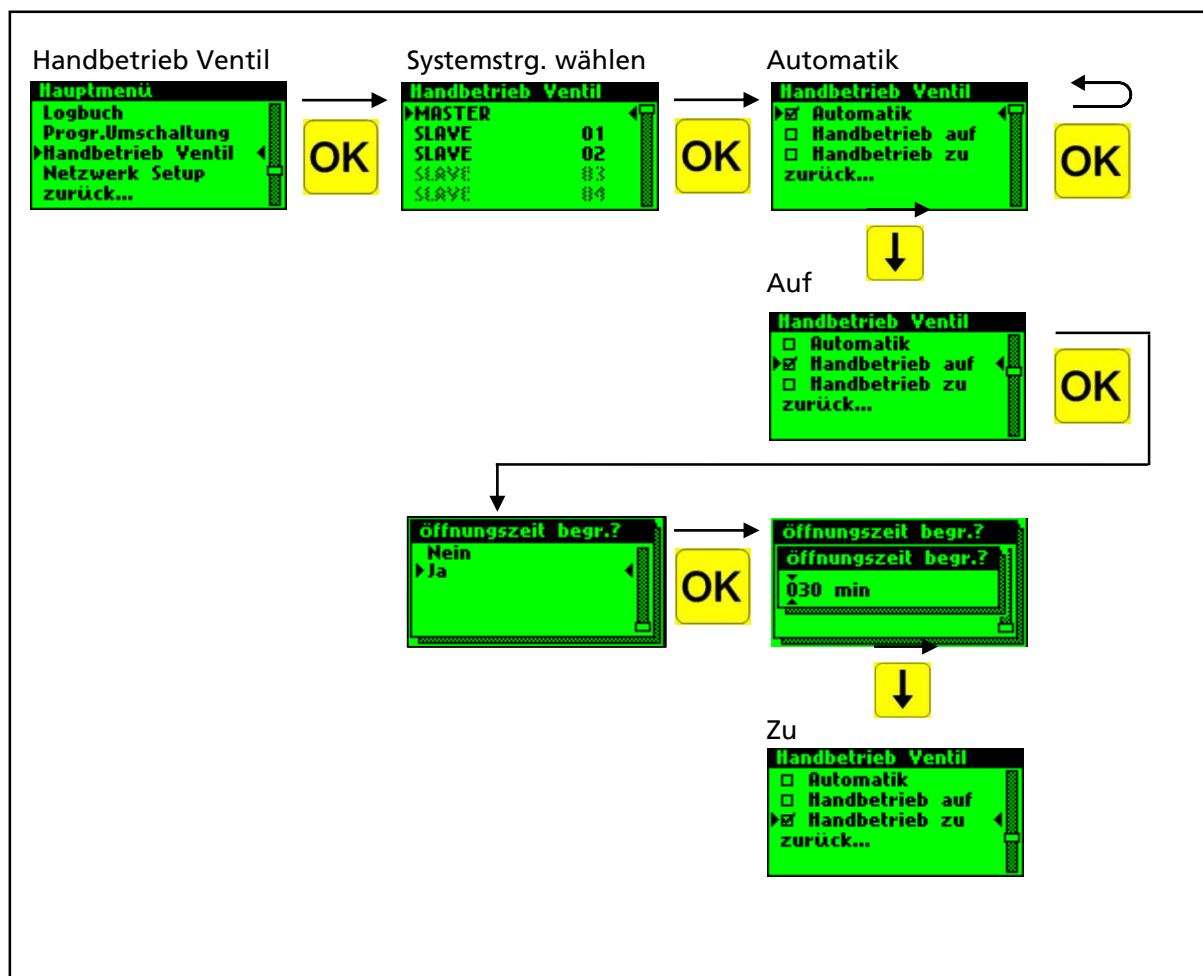 Handbetrieb Ventil
Hauptmenü
Logbuch
Progr.Umschaltung
Handbetrieb Ventil
Netzwerk Setup
zurück...
OK
Systemstrg. wählen
Handbetrieb Ventil
MASTER
SLAVE 01
SLAVE 02
SLAVE 03
SLAVE 04
OK
Automatik
Handbetrieb Ventil
Automatik
Handbetrieb auf
Handbetrieb zu
zurück...
OK
Auf
Handbetrieb Ventil
Automatik
Handbetrieb auf
Handbetrieb zu
zurück...
OK
öffnungszeit begr.?
Nein
Ja
OK
öffnungszeit begr.?
öffnungszeit begr.?
030 min
Zu
Handbetrieb Ventil
Automatik
Handbetrieb auf
Handbetrieb zu
zurück...